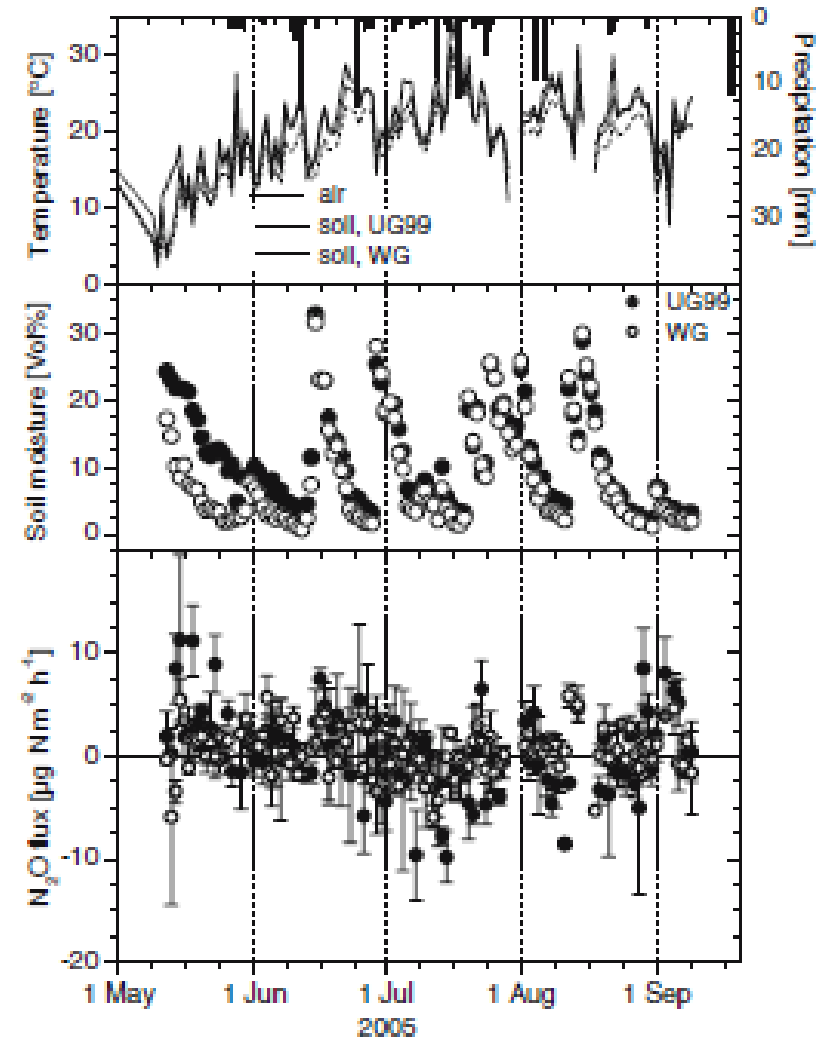 Temperature [°C]
30
20
10
0
0
10
20
30
Precipitation [mm]
air
soil, UG99
soil, WG
Soil moisture [Vol%]
30
20
10
0
UG99
WG
N₂O flux [µg Nm⁻² h⁻¹]
10
0
-10
-20
1 May
1 Jun
1 Jul
1 Aug
1 Sep
2005